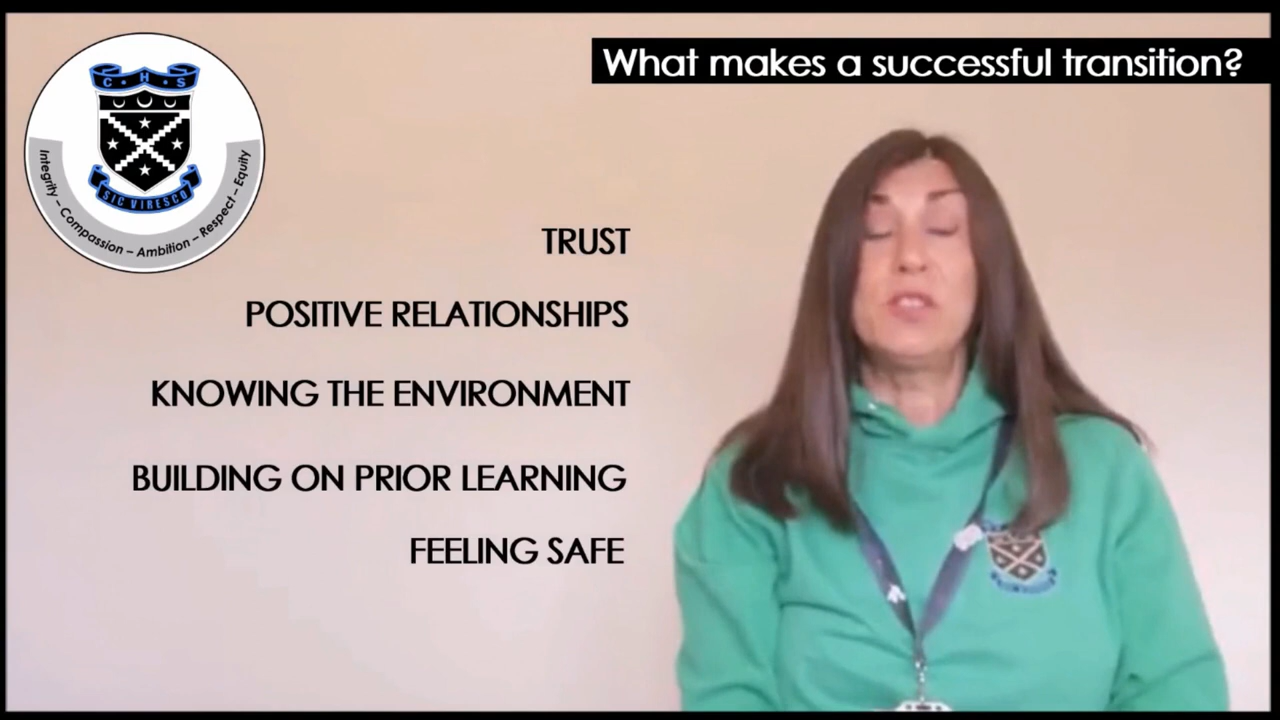 What makes a successful transition?
C • H • S
SIC VIRESCO
Integrity – Compassion – Ambition – Respect – Equity
TRUST
POSITIVE RELATIONSHIPS
KNOWING THE ENVIRONMENT
BUILDING ON PRIOR LEARNING
FEELING SAFE